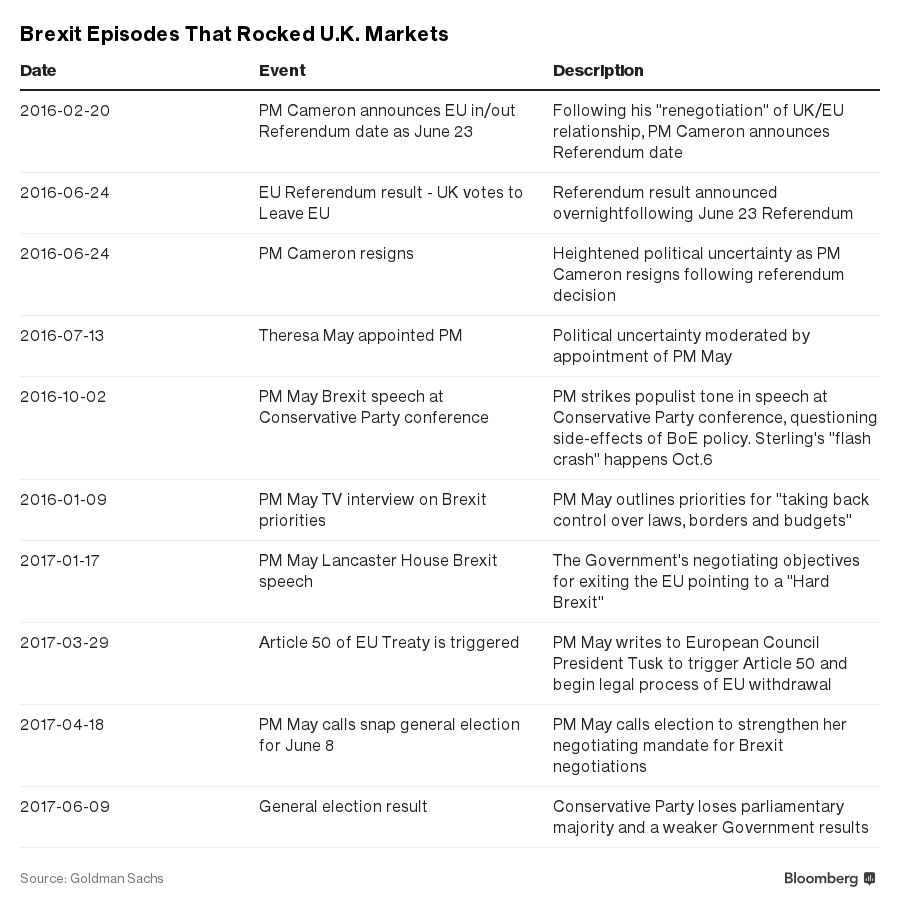 Brexit Episodes That Rocked U.K. Markets
Date Event Description
2016-02-20 PM Cameron announces EU in/out Following his "renegotiation" of UK/EU
Referendum date as June 23 relationship, PM Cameron announces
Referendum date
2016-06-24 EU Referendum result - UK votes to Referendum result announced
Leave EU overnightfollowing June 23 Referendum
2016-06-24 PM Cameron resigns Heightened political uncertainty as PM
Cameron resigns following referendum
decision
2016-07-13 Theresa May appointed PM Political uncertainty moderated by
appointment of PM May
2016-10-02 PM May Brexit speech at PM strikes populist tone in speech at
Conservative Party conference Conservative Party conference, questioning
side-effects of BoE policy. Sterling's "flash
crash" happens Oct.6
2016-01-09 PM May TV interview on Brexit PM May outlines priorities for "taking back
priorities control over laws, borders and budgets"
2017-01-17 PM May Lancaster House Brexit The Government's negotiating objectives
speech for exiting the EU pointing to a "Hard
Brexit"
2017-03-29 Article 50 of EU Treaty is triggered PM May writes to European Council
President Tusk to trigger Article 50 and
begin legal process of EU withdrawal
2017-04-18 PM May calls snap general election PM May calls election to strengthen her
for June 8 negotiating mandate for Brexit
negotiations
2017-06-09 General election result Conservative Party loses parliamentary
majority and a weaker Government results
Source: Goldman Sachs Bloomberg